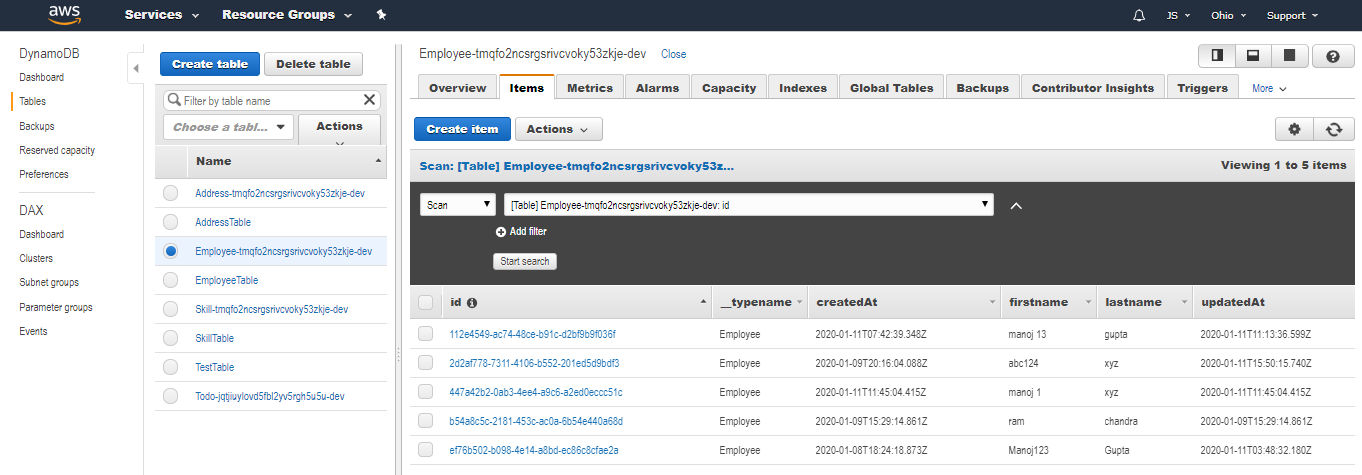 aws Services Resource Groups JS Ohio Support
DynamoDB
Dashboard
Tables
Backups
Reserved capacity
Preferences
DAX
Dashboard
Clusters
Subnet groups
Parameter groups
Events
Create table Delete table
Filter by table name
Choose a tabl... Actions
Name
Address-tmqfo2ncsrgsrivcvoky53zkje-dev
AddressTable
Employee-tmqfo2ncsrgsrivcvoky53zkje-dev
EmployeeTable
Skill-tmqfo2ncsrgsrivcvoky53zkje-dev
SkillTable
TestTable
Todo-jqtjiuylovd5fbl2yv5rgh5u5u-dev
Employee-tmqfo2ncsrgsrivcvoky53zkje-dev Close
Overview Items Metrics Alarms Capacity Indexes Global Tables Backups Contributor Insights Triggers More
Create item Actions
Scan: [Table] Employee-tmqfo2ncsrgsrivcvoky53z... Viewing 1 to 5 items
Scan [Table] Employee-tmqfo2ncsrgsrivcvoky53zkje-dev: id
Add filter
Start search
id __typename createdAt firstname lastname updatedAt
112e4549-ac74-48ce-b91c-d2bf9b9f036f Employee 2020-01-11T07:42:39.348Z manoj 13 gupta 2020-01-11T11:13:36.599Z
2d2af778-7311-4106-b552-201ed5d9bdf3 Employee 2020-01-09T20:16:04.088Z abc124 xyz 2020-01-11T15:50:15.740Z
447a42b2-0ab3-4ee4-a9c6-a2ed0eccc51c Employee 2020-01-11T11:45:04.415Z manoj 1 xyz 2020-01-11T11:45:04.415Z
b54a8c5c-2181-453c-ac0a-6b54e440a68d Employee 2020-01-09T15:29:14.861Z ram chandra 2020-01-09T15:29:14.861Z
ef76b502-b098-4e14-a8bd-ec86c8cfae2a Employee 2020-01-08T18:24:18.873Z Manoj123 Gupta 2020-01-11T03:48:32.180Z